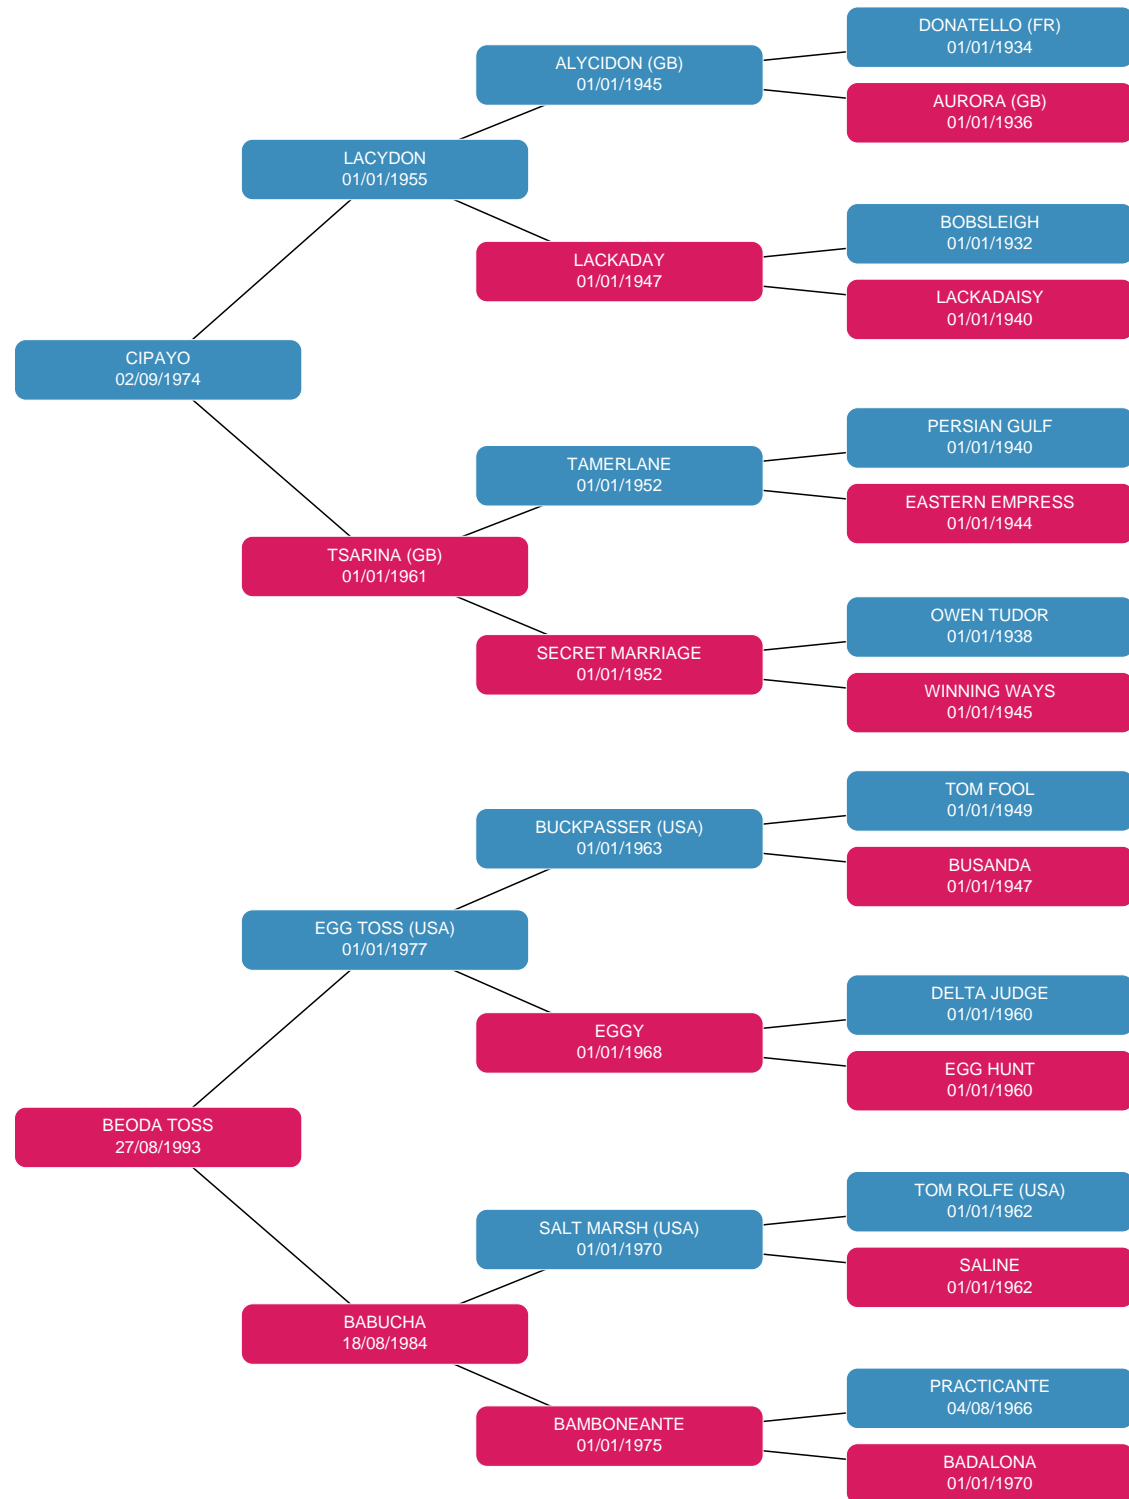 DONATELLO (FR)
01/01/1934
ALYCIDON (GB)
01/01/1945
AURORA (GB)
01/01/1936
LACYDON
01/01/1955
BOBSLEIGH
01/01/1932
LACKADAY
01/01/1947
LACKADAISY
01/01/1940
CIPAYO
02/09/1974
PERSIAN GULF
01/01/1940
TAMERLANE
01/01/1952
EASTERN EMPRESS
01/01/1944
TSARINA (GB)
01/01/1961
OWEN TUDOR
01/01/1938
SECRET MARRIAGE
01/01/1952
WINNING WAYS
01/01/1945
TOM FOOL
01/01/1949
BUCKPASSER (USA)
01/01/1963
BUSANDA
01/01/1947
EGG TOSS (USA)
01/01/1977
DELTA JUDGE
01/01/1960
EGGY
01/01/1968
EGG HUNT
01/01/1960
BEODA TOSS
27/08/1993
TOM ROLFE (USA)
01/01/1962
SALT MARSH (USA)
01/01/1970
SALINE
01/01/1962
BABUCHA
18/08/1984
PRACTICANTE
04/08/1966
BAMBONEANTE
01/01/1975
BADALONA
01/01/1970